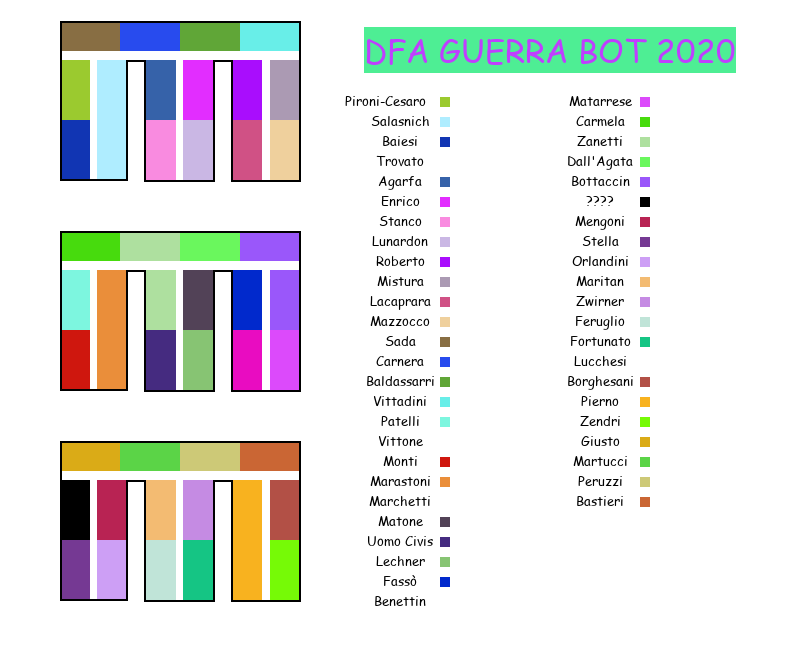 DFA GUERRA BOT 2020
Pironi-Cesaro
Salasnich
Baiesi
Trovato
Agarfa
Enrico
Stanco
Lunardon
Roberto
Mistura
Lacaprara
Mazzocco
Sada
Carnera
Baldassarri
Vittadini
Patelli
Vittone
Monti
Marastoni
Marchetti
Matone
Uomo Civis
Lechner
Fassò
Benettin
Matarrese
Carmela
Zanetti
Dall'Agata
Bottaccin
????
Mengoni
Stella
Orlandini
Maritan
Zwirner
Feruglio
Fortunato
Lucchesi
Borghesani
Pierno
Zendri
Giusto
Martucci
Peruzzi
Bastieri